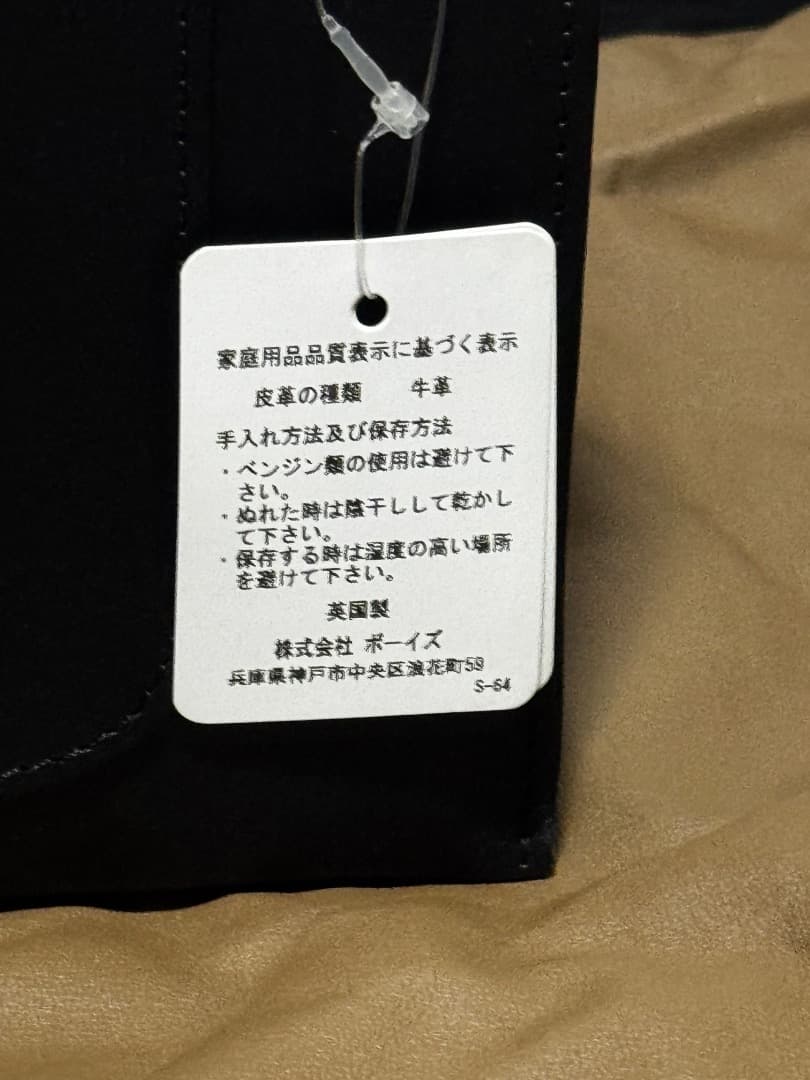 家庭用品品質表示に基づく表示
皮革の種類 牛革
手入れ方法及び保存方法
・ベンジン類の使用は避けて下
さい。
・ぬれた時は陰干しして乾かし
て下さい。
・保存する時は湿度の高い場所
を避けて下さい。
英国製
株式会社 ボーイズ
兵庫県神戸市中央区浪花町59
S-64